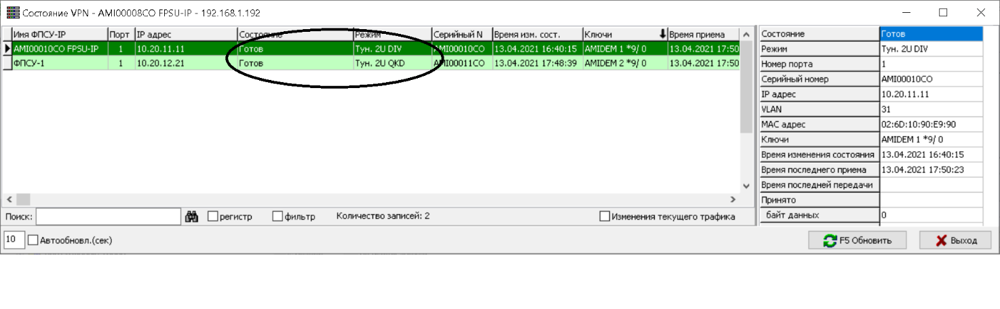 Состояние VPN - AMI00008CO FPSU-IP - 192.168.1.192
Имя ФПСУ-IP Порт IP адрес Состояние Режим Серийный N Время изм. сост. Ключи Время приема
AMI00010CO FPSU-IP 1 10.20.11.11 Готов Тун. 2U DIV AMI00010CO 13.04.2021 16:40:15 AMIDEM 1 *9/ 0 13.04.2021 17:50
ФПСУ-1 1 10.20.12.21 Готов Тун. 2U QKD AMI00011CO 13.04.2021 17:48:39 AMIDEM 2 *9/ 0 13.04.2021 17:50
Поиск: регистр фильтр Количество записей: 2 Изменения текущего трафика
Состояние Готов
Режим Тун. 2U DIV
Номер порта 1
Серийный номер AMI00010CO
IP адрес 10.20.11.11
VLAN 31
MAC адрес 02:6D:10:90:E9:90
Ключи AMIDEM 1 *9/ 0
Время изменения состояния 13.04.2021 16:40:15
Время последнего приема 13.04.2021 17:50:23
Время последней передачи
Принято
байт данных 0
10 Автообновл.(сек) F5 Обновить Выход